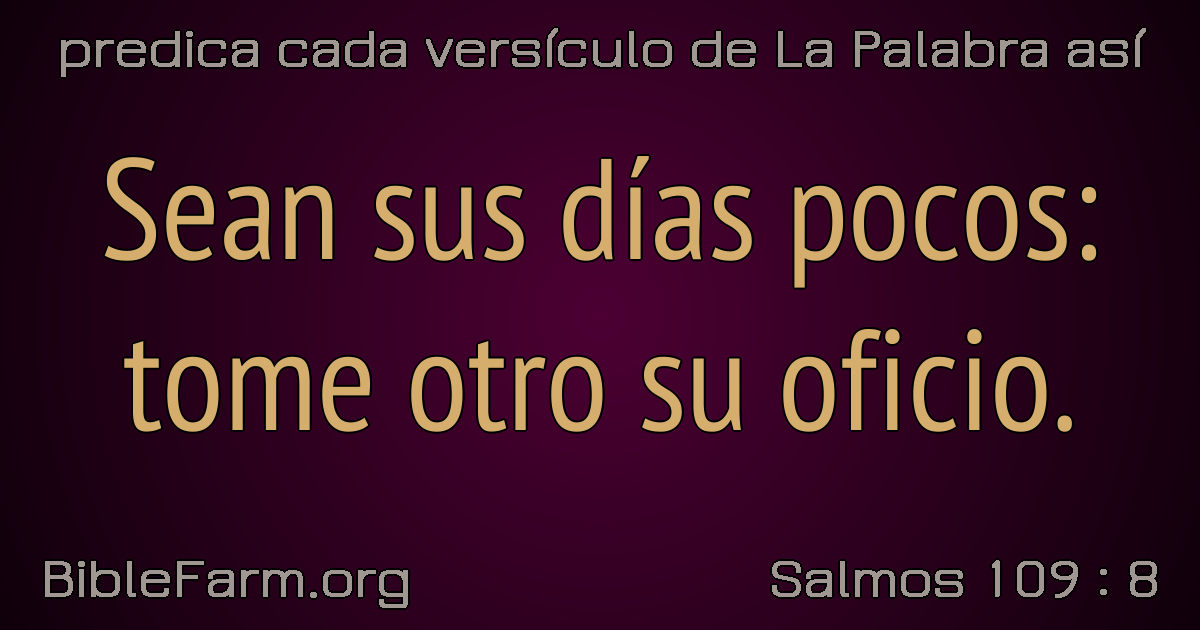 predica cada versículo de La Palabra así
Sean sus días pocos:
tome otro su oficio.
BibleFarm.org
Salmos 109 : 8